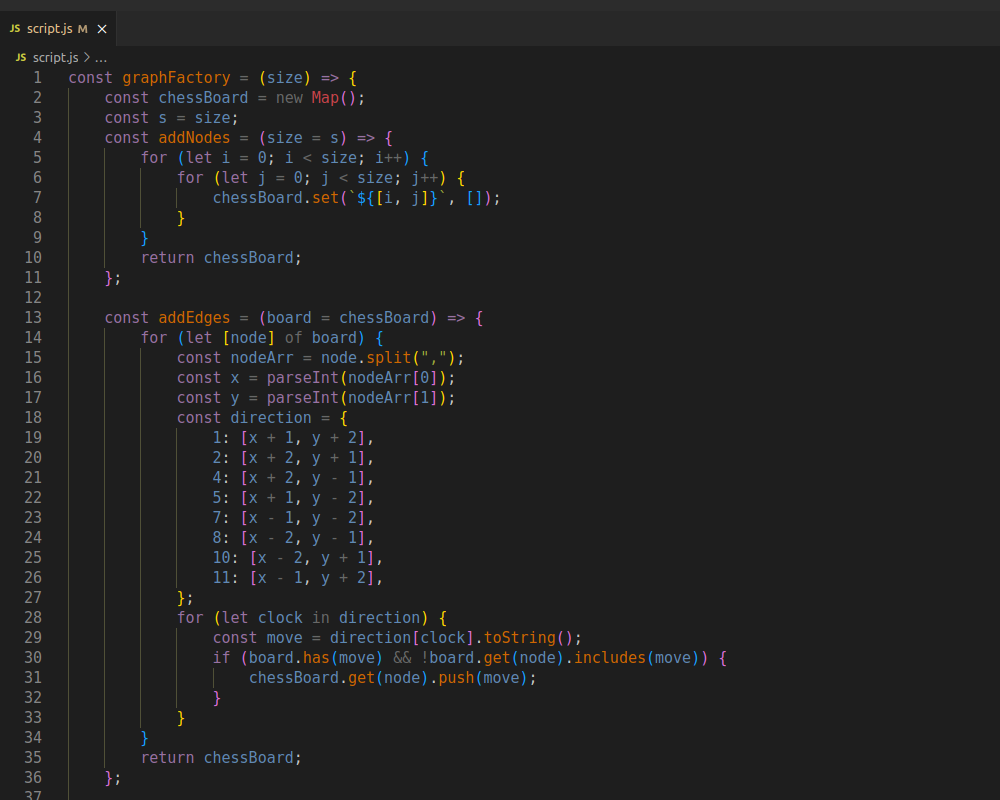 JS script.js M ×
JS script.js > ...
1 const graphFactory = (size) => {
2 const chessBoard = new Map();
3 const s = size;
4 const addNodes = (size = s) => {
5 for (let i = 0; i < size; i++) {
6 for (let j = 0; j < size; j++) {
7 chessBoard.set(`${[i, j]}`, []);
8 }
9 }
10 return chessBoard;
11 };
12
13 const addEdges = (board = chessBoard) => {
14 for (let [node] of board) {
15 const nodeArr = node.split(",");
16 const x = parseInt(nodeArr[0]);
17 const y = parseInt(nodeArr[1]);
18 const direction = {
19 1: [x + 1, y + 2],
20 2: [x + 2, y + 1],
21 4: [x + 2, y - 1],
22 5: [x + 1, y - 2],
23 7: [x - 1, y - 2],
24 8: [x - 2, y - 1],
25 10: [x - 2, y + 1],
26 11: [x - 1, y + 2],
27 };
28 for (let clock in direction) {
29 const move = direction[clock].toString();
30 if (board.has(move) && !board.get(node).includes(move)) {
31 chessBoard.get(node).push(move);
32 }
33 }
34 }
35 return chessBoard;
36 };
37